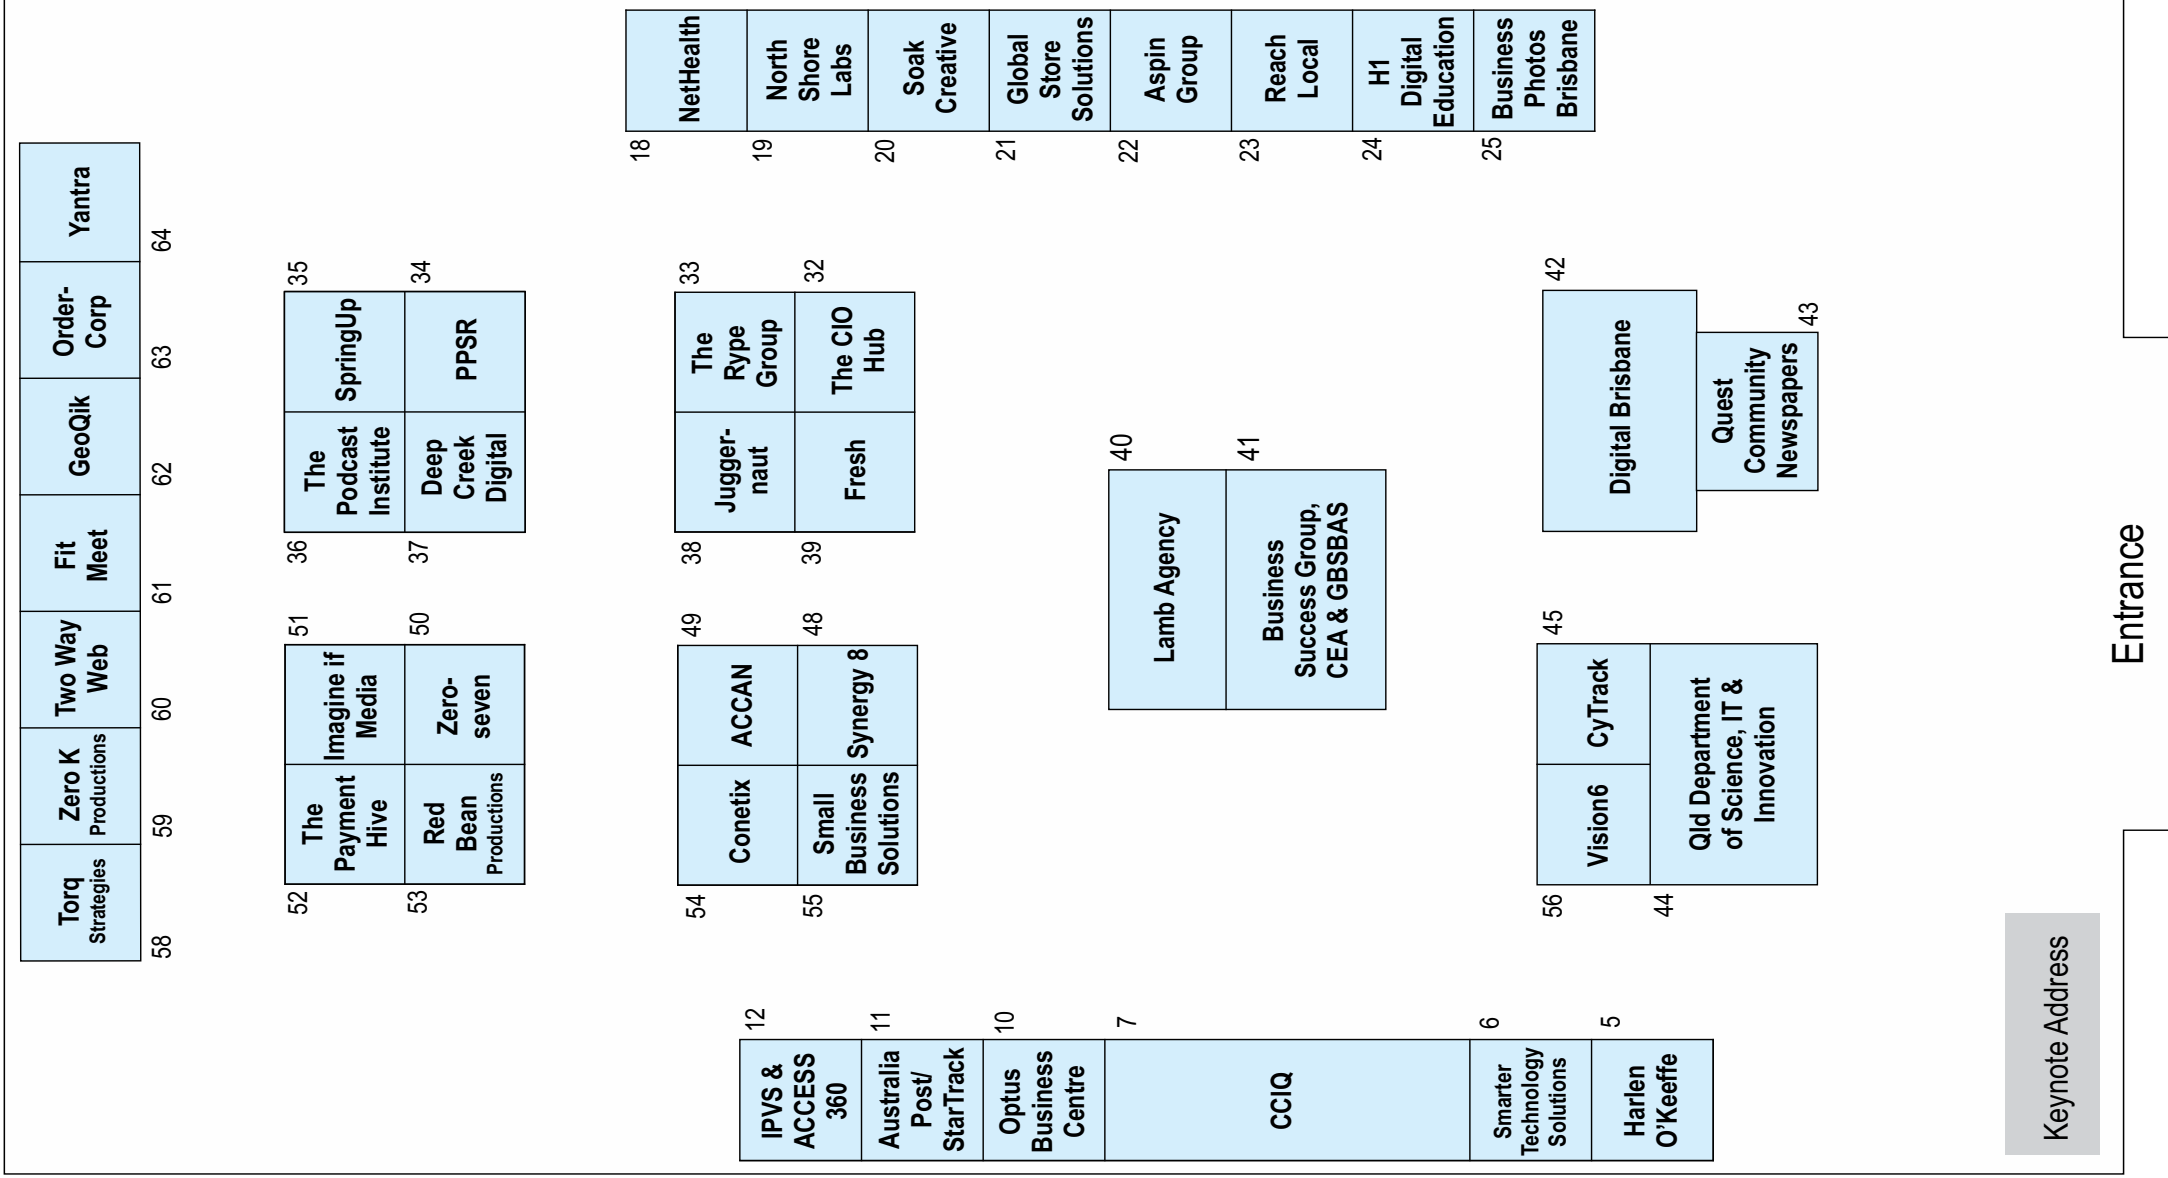 Torq
Strategies
58
Zero K
Productions
59
Two Way
Web
60
Fit
Meet
61
GeoQik
62
Order-
Corp
63
Yantra
64
The
Payment
Hive
52
Imagine if
Media
51
The
Podcast
Institute
36
SpringUp
35
Red
Bean
Productions
53
Zero-
seven
50
Deep
Creek
Digital
37
PPSR
34
Conetix
54
ACCAN
49
Jugger-
naut
38
The
Rype
Group
33
Small
Business
Solutions
55
Synergy 8
48
Fresh
39
The CIO
Hub
32
NetHealth
18
North
Shore
Labs
19
Soak
Creative
20
Global
Store
Solutions
21
Aspin
Group
22
Reach
Local
23
H1
Digital
Education
24
Business
Photos
Brisbane
25
IPVS &
ACCESS
360
12
Australia
Post/
StarTrack
11
Optus
Business
Centre
10
CCIQ
7
Smarter
Technology
Solutions
6
Harlen
O'Keeffe
5
Lamb Agency
40
Business
Success Group,
CEA & GBSBAS
41
Vision6
56
CyTrack
45
Qld Department
of Science, IT &
Innovation
44
Digital Brisbane
42
Quest
Community
Newspapers
43
Keynote Address
Entrance